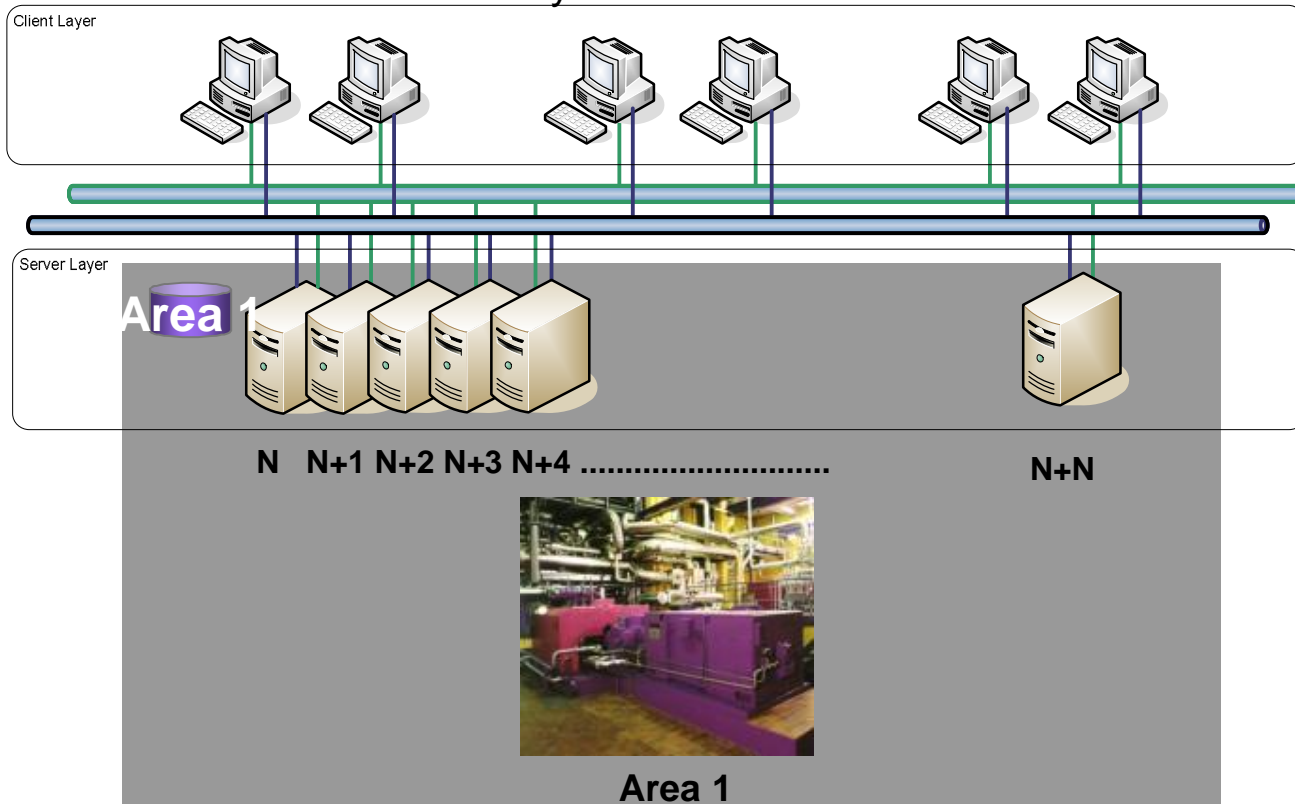 Client Layer
Server Layer
Area 1
N N+1 N+2 N+3 N+4 ............................ N+N
Area 1